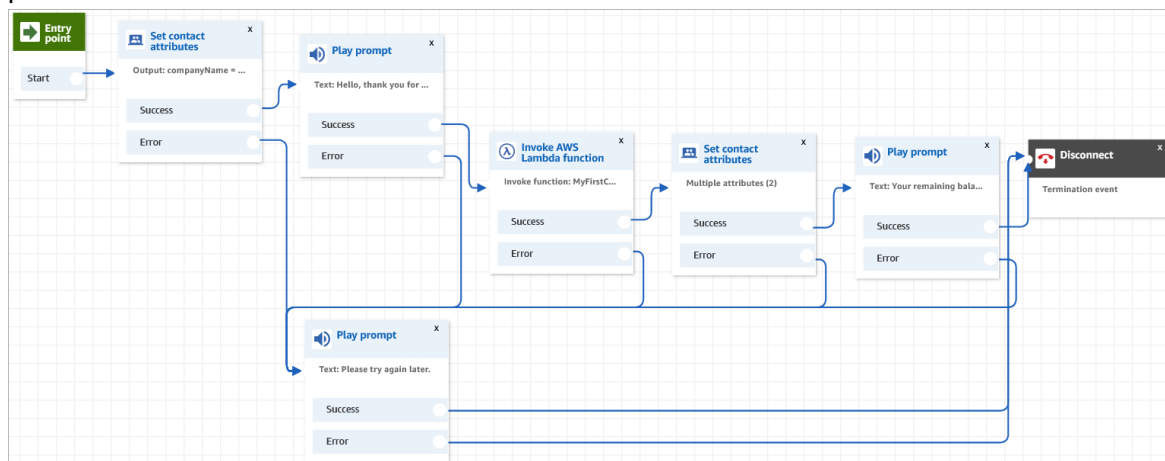 Entry
point
Start
Set contact
attributes
x
Output: companyName = ...
Success
Error
Play prompt
x
Text: Hello, thank you for ...
Success
Error
Invoke AWS
Lambda function
x
Invoke function: MyFirstC...
Success
Error
Set contact
attributes
x
Multiple attributes (2)
Success
Error
Play prompt
x
Text: Your remaining bala...
Success
Error
Disconnect
x
Termination event
Play prompt
x
Text: Please try again later.
Success
Error